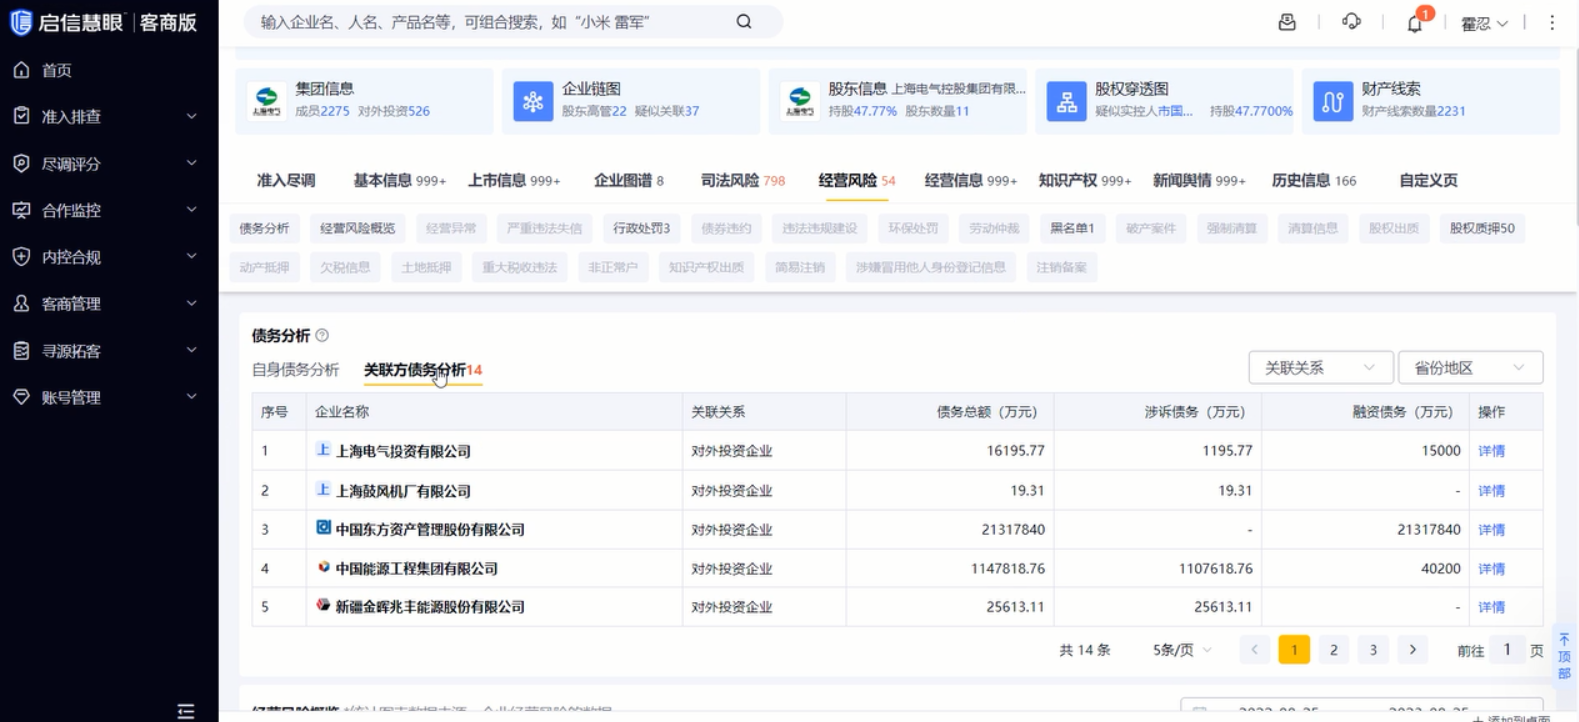 启信慧眼 客商版
输入企业名、人名、产品名等，可组合搜索，如 “小米 雷军”
1
霍忍
首页
准入排查
尽调评分
合作监控
内控合规
客商管理
寻源拓客
账号管理
集团信息
成员2275 对外投资526
企业链图
股东高管22 疑似关联37
股东信息 上海电气控股集团有限...
持股47.77% 股东数量11
股权穿透图
疑似实控人市国... 持股47.7700%
财产线索
财产线索数量2231
准入尽调 基本信息 999+ 上市信息 999+ 企业图谱 8 司法风险 798 经营风险 54 经营信息 999+ 知识产权 999+ 新闻舆情 999+ 历史信息 166 自定义页
债务分析 经营风险概览 经营异常 严重违法失信 行政处罚3 债券违约 违法违规建设 环保处罚 劳动仲裁 黑名单1 破产案件 强制清算 清算信息 股权出质 股权质押50
动产抵押 欠税信息 土地抵押 重大税收违法 非正常户 知识产权出质 简易注销 涉嫌冒用他人身份登记信息 注销备案
债务分析
自身债务分析 关联方债务分析14
关联关系 省份地区
序号 企业名称 关联关系 债务总额（万元） 涉诉债务（万元） 融资债务（万元） 操作
1 上 上海电气投资有限公司 对外投资企业 16195.77 1195.77 15000 详情
2 上 上海鼓风机厂有限公司 对外投资企业 19.31 19.31 - 详情
3 中国东方资产管理股份有限公司 对外投资企业 21317840 - 21317840 详情
4 中国能源工程集团有限公司 对外投资企业 1147818.76 1107618.76 40200 详情
5 新疆金晖兆丰能源股份有限公司 对外投资企业 25613.11 25613.11 - 详情
共 14 条 5条/页 1 2 3 前往 1 页
顶部
经营风险概览
添加到桌面